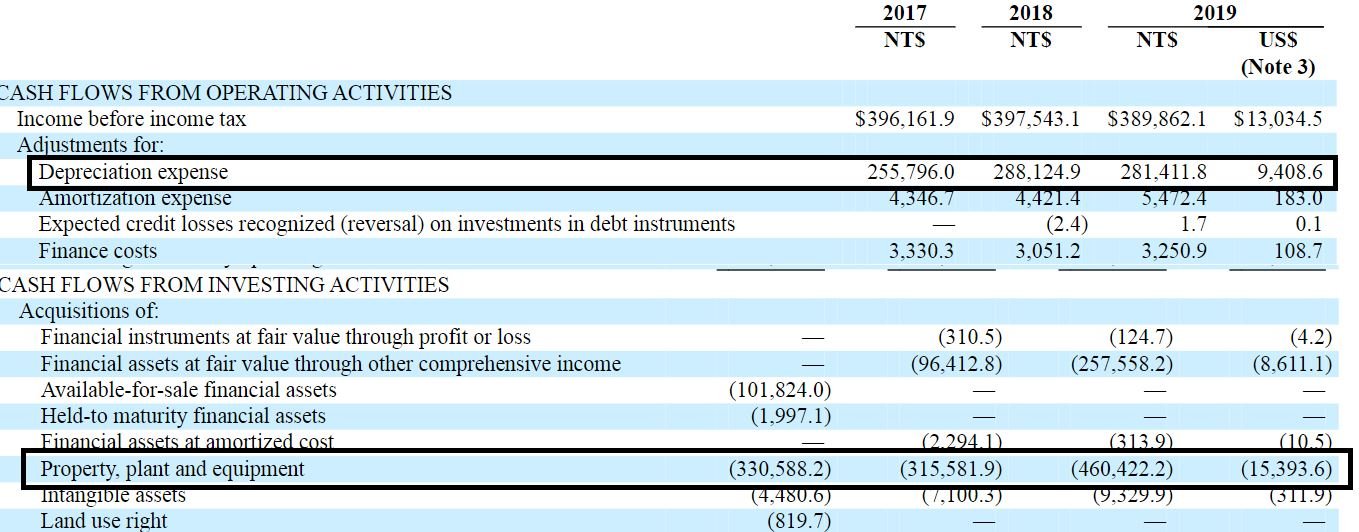 2017 2018 2019
NT$ NT$ NT$ US$
(Note 3)
CASH FLOWS FROM OPERATING ACTIVITIES
Income before income tax $396,161.9 $397,543.1 $389,862.1 $13,034.5
Adjustments for:
Depreciation expense 255,796.0 288,124.9 281,411.8 9,408.6
Amortization expense 4,346.7 4,421.4 5,472.4 183.0
Expected credit losses recognized (reversal) on investments in debt instruments — (2.4) 1.7 0.1
Finance costs 3,330.3 3,051.2 3,250.9 108.7
CASH FLOWS FROM INVESTING ACTIVITIES
Acquisitions of:
Financial instruments at fair value through profit or loss — (310.5) (124.7) (4.2)
Financial assets at fair value through other comprehensive income — (96,412.8) (257,558.2) (8,611.1)
Available-for-sale financial assets (101,824.0) — — —
Held-to maturity financial assets (1,997.1) — — —
Financial assets at amortized cost — (2,294.1) (313.9) (10.5)
Property, plant and equipment (330,588.2) (315,581.9) (460,422.2) (15,393.6)
Intangible assets (4,480.6) (7,100.3) (9,329.9) (311.9)
Land use right (819.7) — — —